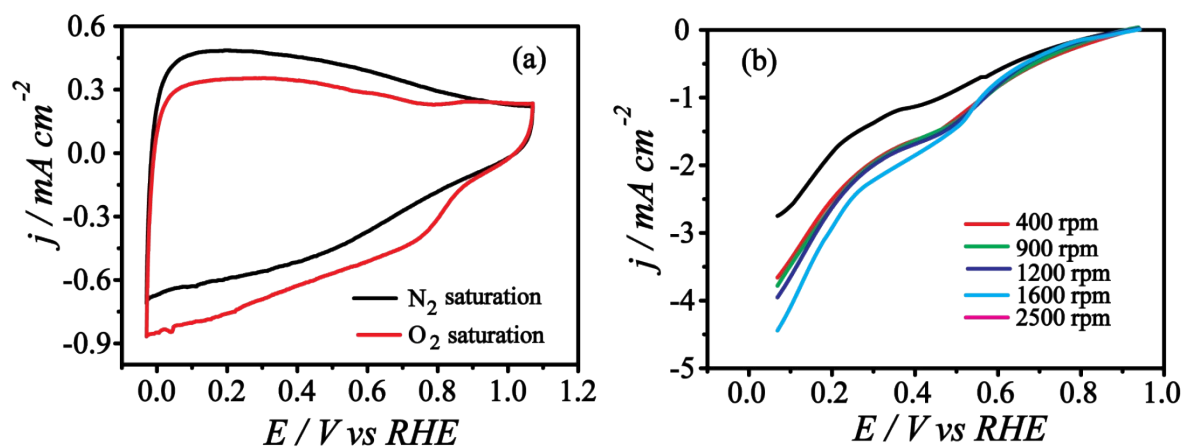 (a)
j / mA cm⁻²
0.6
0.3
0.0
-0.3
-0.6
-0.9
N₂ saturation
O₂ saturation
0.0 0.2 0.4 0.6 0.8 1.0 1.2
E / V vs RHE
(b)
j / mA cm⁻²
0
-1
-2
-3
-4
-5
400 rpm
900 rpm
1200 rpm
1600 rpm
2500 rpm
0.0 0.2 0.4 0.6 0.8 1.0
E / V vs RHE